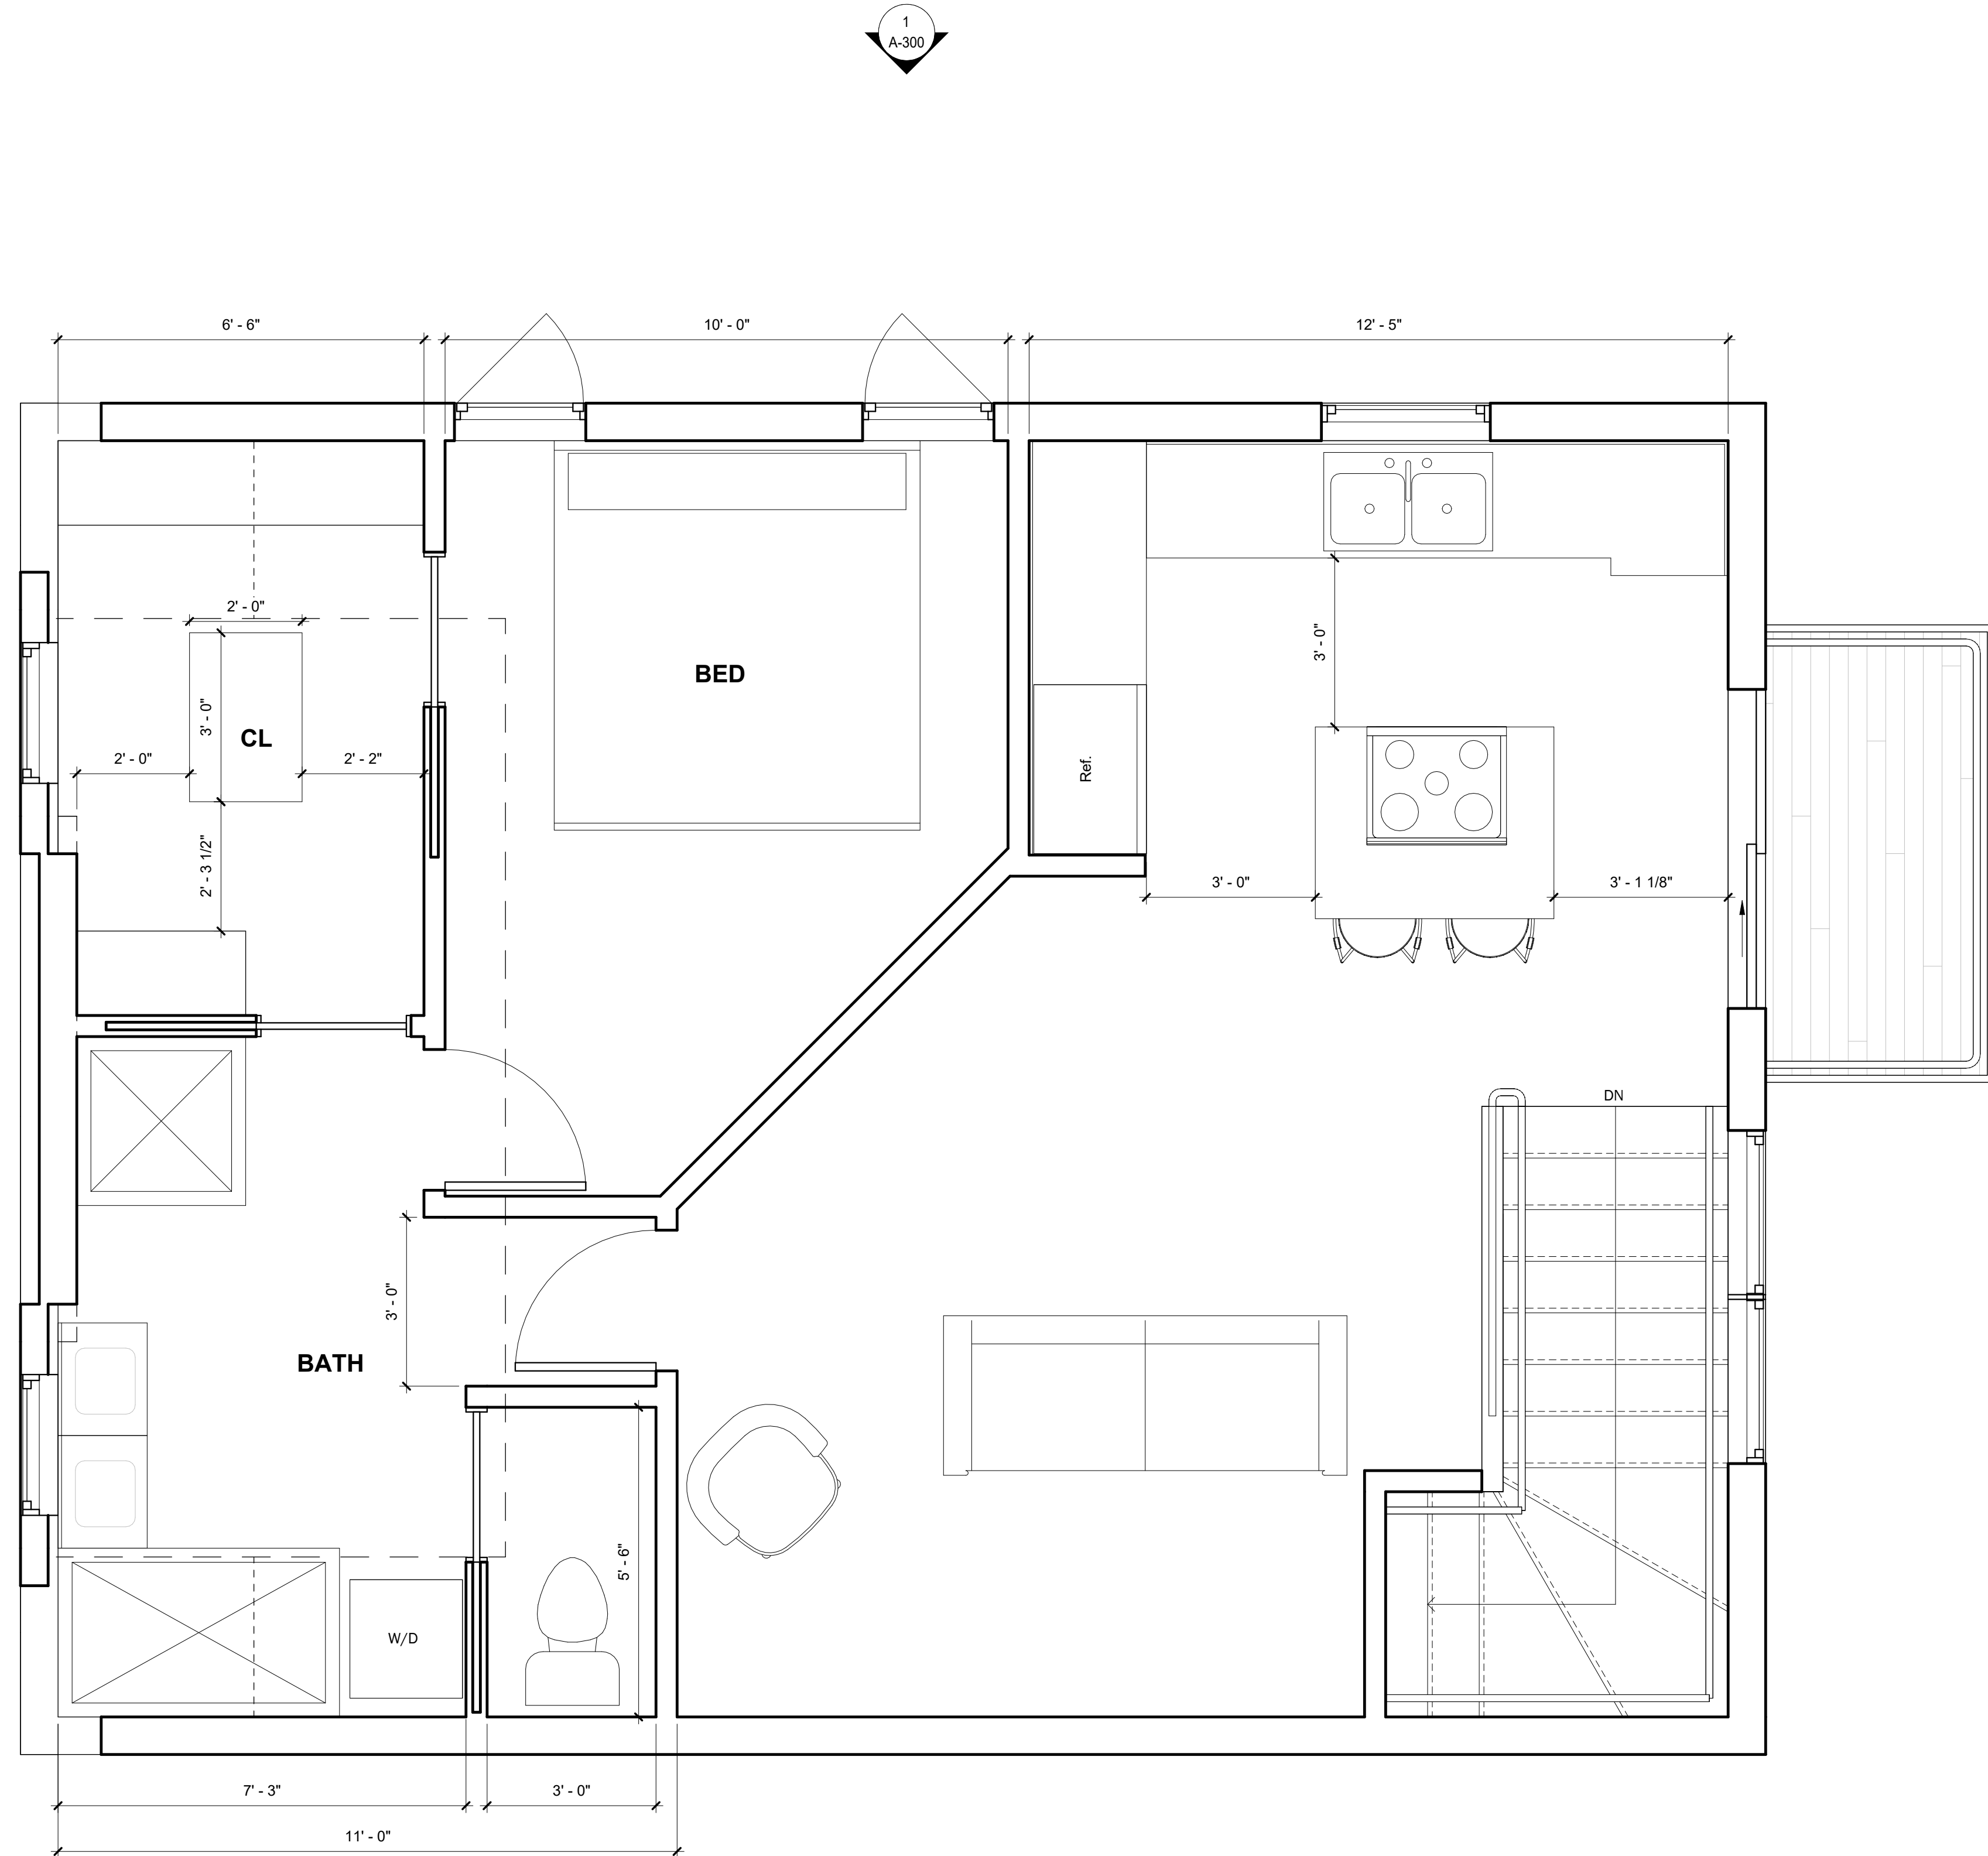 1
A-300
6' - 6"
10' - 0"
12' - 5"
2' - 0"
3' - 0"
BED
3' - 0"
CL
2' - 0"
2' - 2"
Ref.
2' - 3 1/2"
3' - 0"
3' - 1 1/8"
DN
3' - 0"
BATH
5' - 6"
W/D
7' - 3"
3' - 0"
11' - 0"